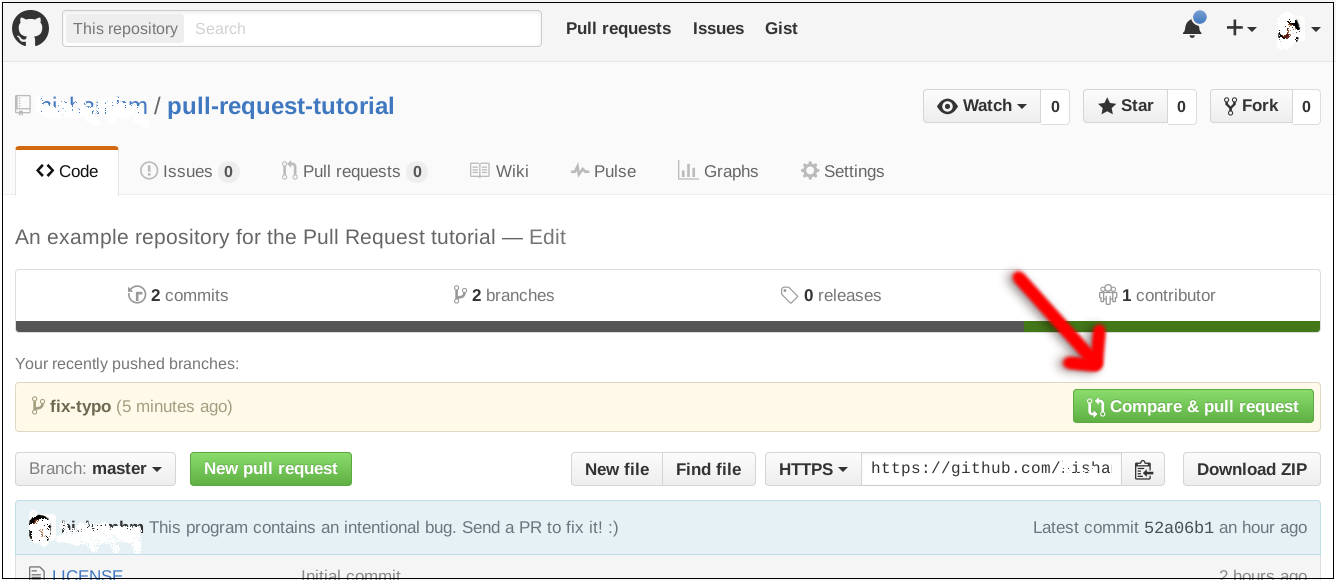 This repository Search Pull requests Issues Gist
/ pull-request-tutorial Watch 0 Star 0 Fork 0
Code Issues 0 Pull requests 0 Wiki Pulse Graphs Settings
An example repository for the Pull Request tutorial — Edit
2 commits 2 branches 0 releases 1 contributor
Your recently pushed branches:
fix-typo (5 minutes ago) Compare & pull request
Branch: master New pull request New file Find file HTTPS https://github.com/ Download ZIP
This program contains an intentional bug. Send a PR to fix it! :) Latest commit 52a06b1 an hour ago
LICENSE Initial commit 2 hours ago